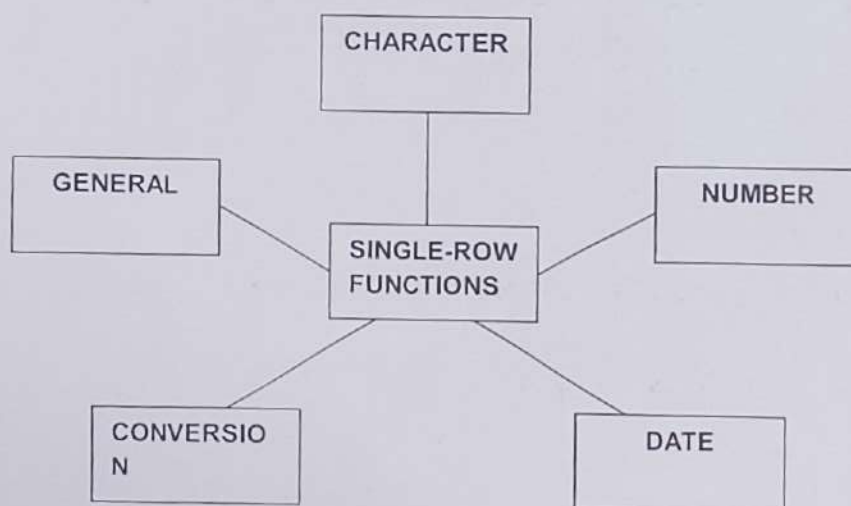 CHARACTER
GENERAL
NUMBER
SINGLE-ROW
FUNCTIONS
CONVERSIO
N
DATE